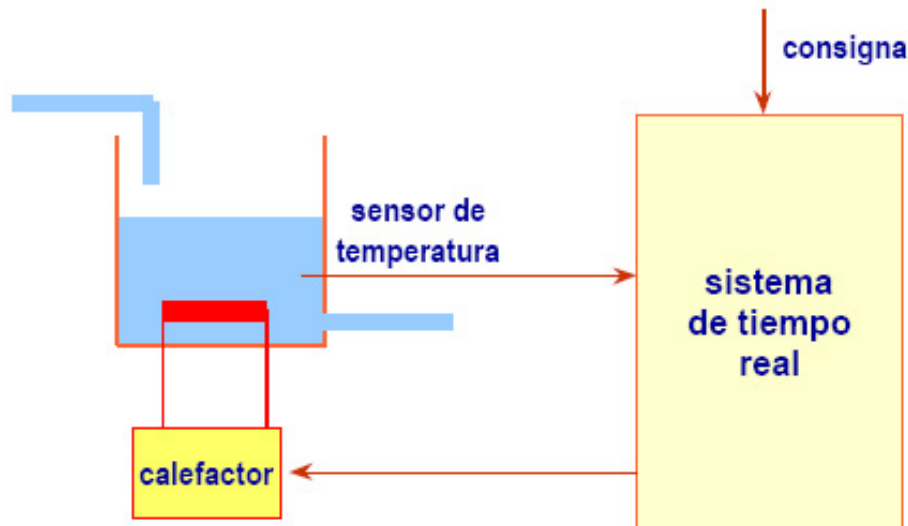 consigna
sensor de
temperatura
sistema
de tiempo
real
calefactor